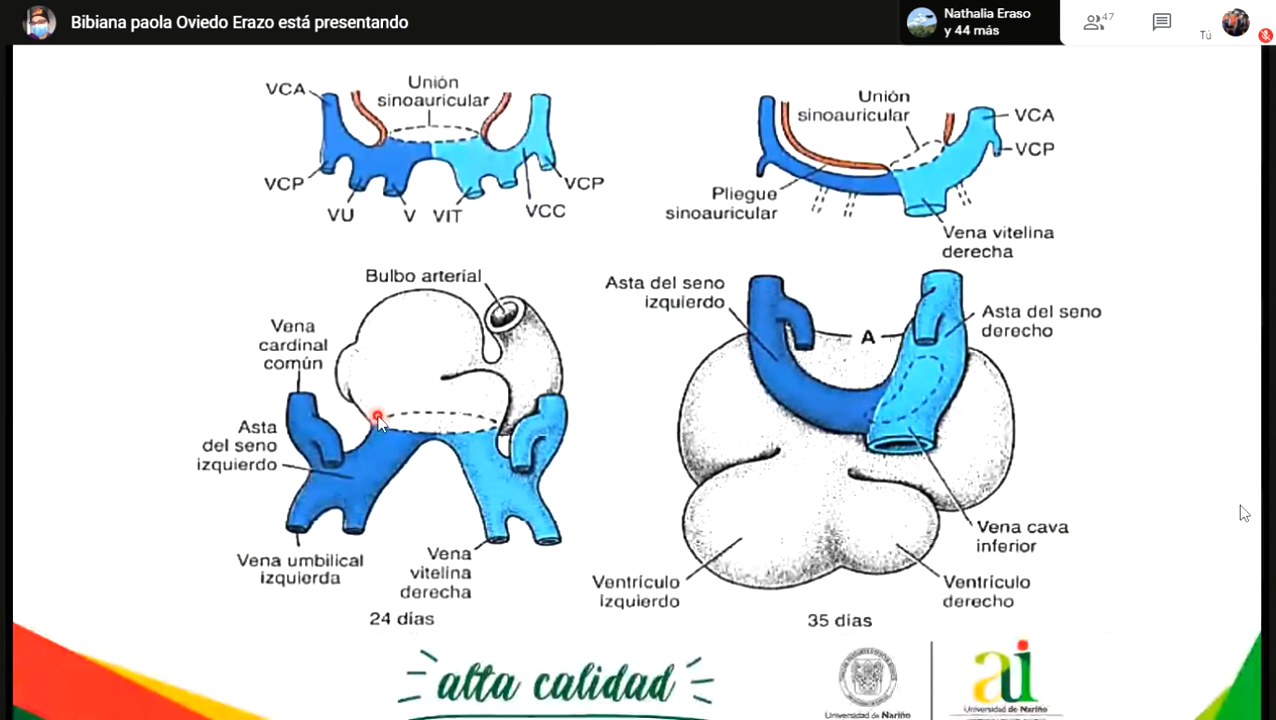 Bibiana paola Oviedo Erazo está presentando
Nathalia Eraso
y 44 más
47
Tú
VCA
Unión
sinoauricular
VCP
VU
V
VIT
VCC
VCP
Unión
sinoauricular
VCA
VCP
Pliegue
sinoauricular
Vena vitelina
derecha
Bulbo arterial
Vena
cardinal
común
Asta
del seno
izquierdo
Vena umbilical
izquierda
Vena
vitelina
derecha
24 días
Asta del seno
izquierdo
A
Asta del seno
derecho
Vena cava
inferior
Ventrículo
izquierdo
Ventrículo
derecho
35 días
alta calidad
Universidad de Nariño
ai
Universidad de Nariño